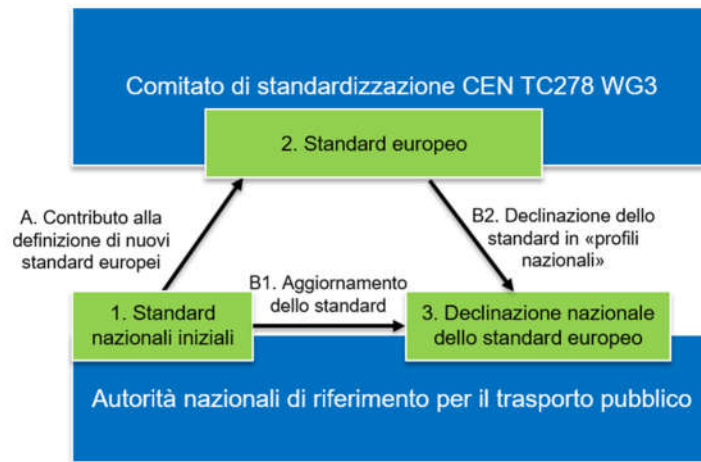 Comitato di standardizzazione CEN TC278 WG3
2. Standard europeo
A. Contributo alla
definizione di nuovi
standard europei
B2. Declinazione dello
standard in «profili
nazionali»
B1. Aggiornamento
dello standard
1. Standard
nazionali iniziali
3. Declinazione nazionale
dello standard europeo
Autorità nazionali di riferimento per il trasporto pubblico